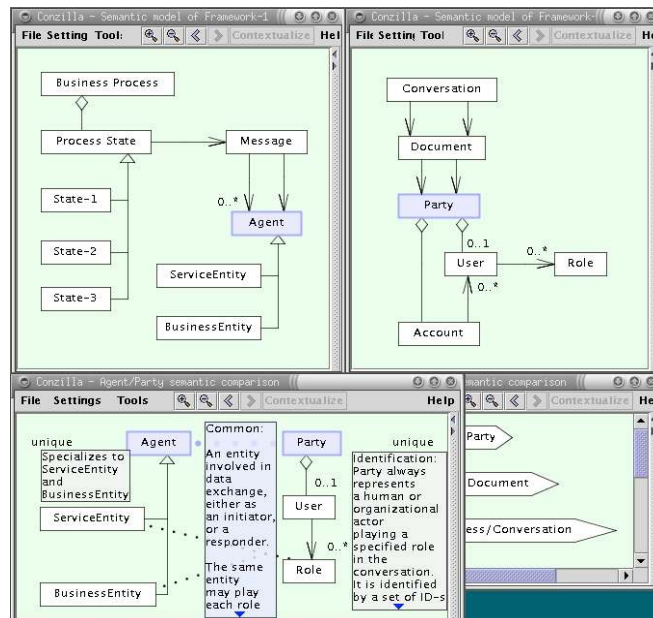 Conzilla - Semantic model of Framework-1
File Setting Tool: Contextualize Hel
Business Process
Process State
Message
State-1
0..*
Agent
State-2
ServiceEntity
State-3
BusinessEntity
Conzilla - Semantic model of Framework-
File Settin Tool Contextualize He
Conversation
Document
Party
0..1
0..*
User
Role
0..*
Account
Conzilla - Agent/Party semantic comparison
File Settings Tools Contextualize Help
unique
Agent
Specializes to
ServiceEntity
and
BusinessEntity
ServiceEntity
BusinessEntity
Common:
An entity
involved in
data
exchange,
either as
an initiator,
or a
responder.
The same
entity
may play
each role
Party
0..1
User
0..*
Role
unique
Identification:
Party always
represents
a human or
organizational
actor
playing a
specified role
in the
conversation.
It is identified
by a set of ID-s
emantic comparison
Contextualize He
Party
Document
ess/Conversation